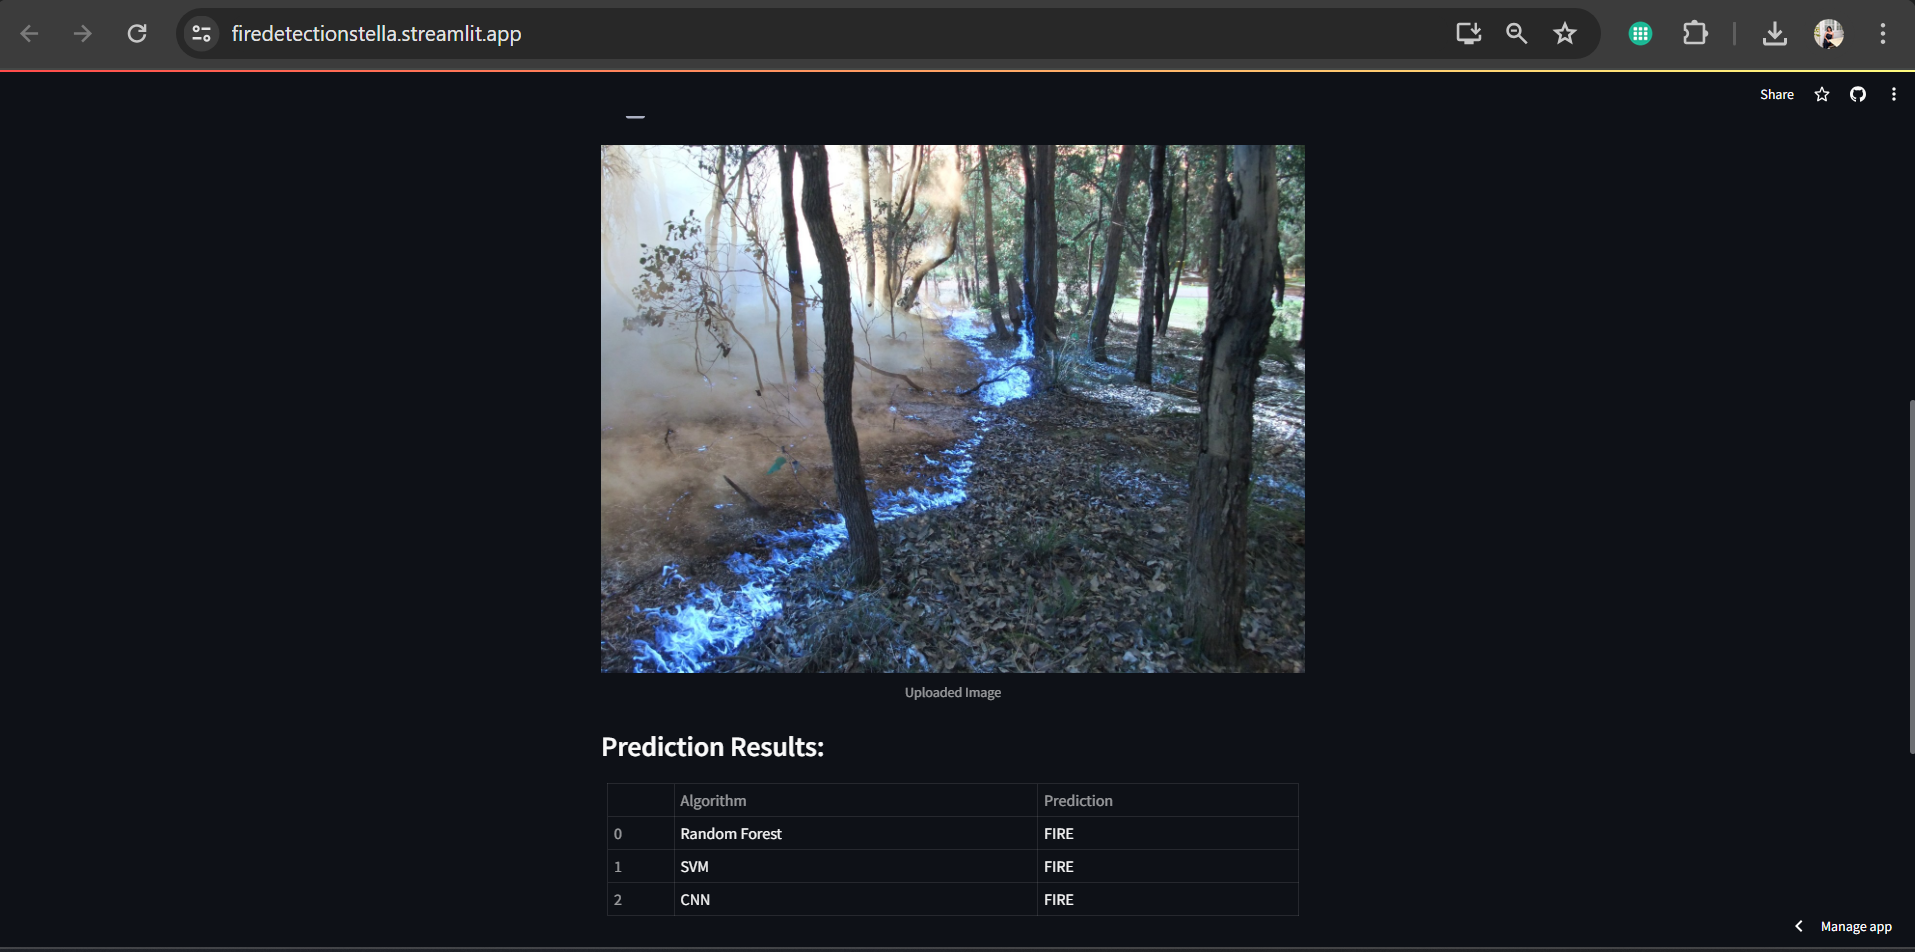 firedetectionstella.streamlit.app
Share
Uploaded Image
Prediction Results:
Algorithm Prediction
0 Random Forest FIRE
1 SVM FIRE
2 CNN FIRE
Manage app